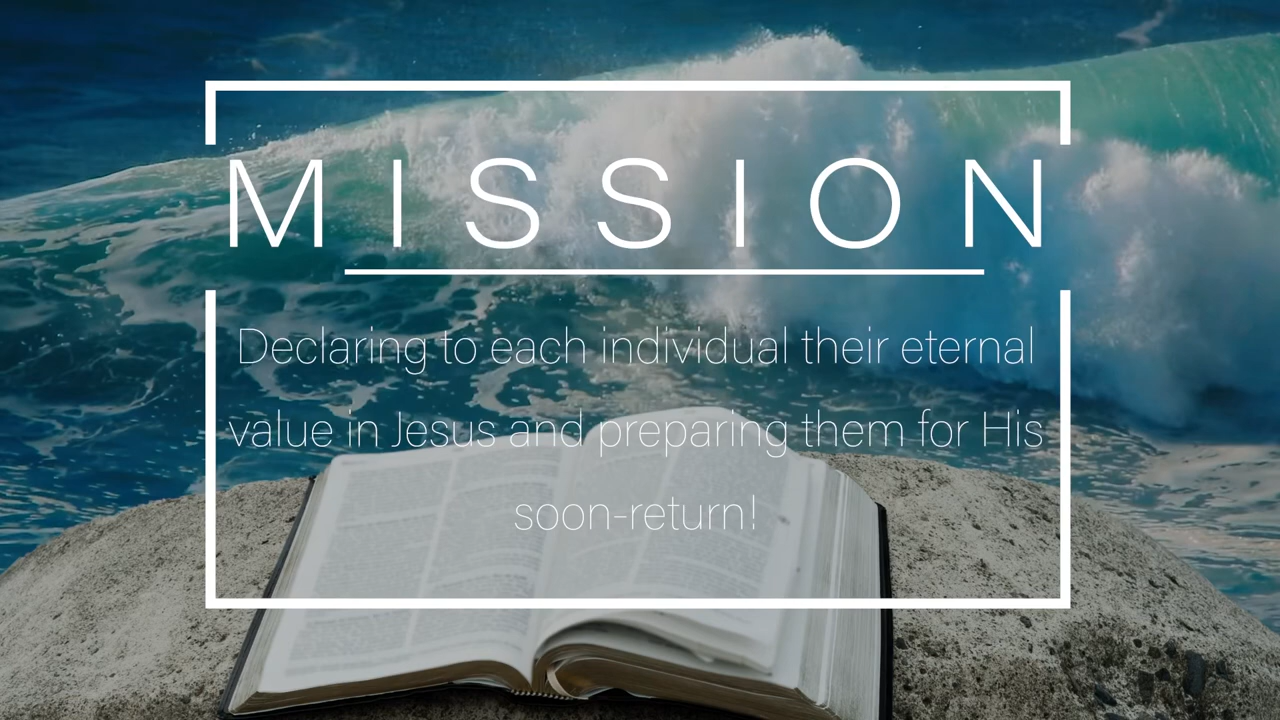 MISSION
Declaring to each individual their eternal
value in Jesus and preparing them for His
soon-return!